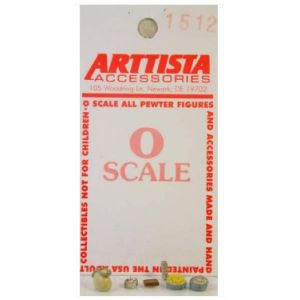 1512
ARTTISTA
ACCESSORIES
105 Woodring Ln, Newark, DE 19702
O SCALE ALL PEWTER FIGURES
AND ACCESSORIES MADE AND HAND
PAINTED IN THE USA ADULT
COLLECTIBLES NOT FOR CHILDREN-
O
SCALE